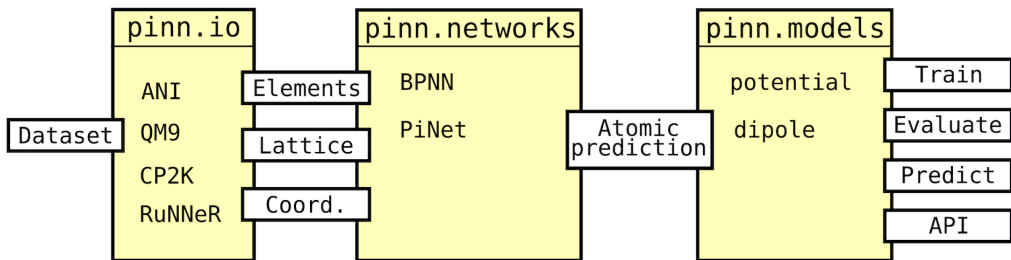 pinn.io
pinn.networks
pinn.models
Dataset
ANI
QM9
CP2K
RuNNeR
Elements
Lattice
Coord.
BPNN
PiNet
Atomic
prediction
potential
dipole
Train
Evaluate
Predict
API